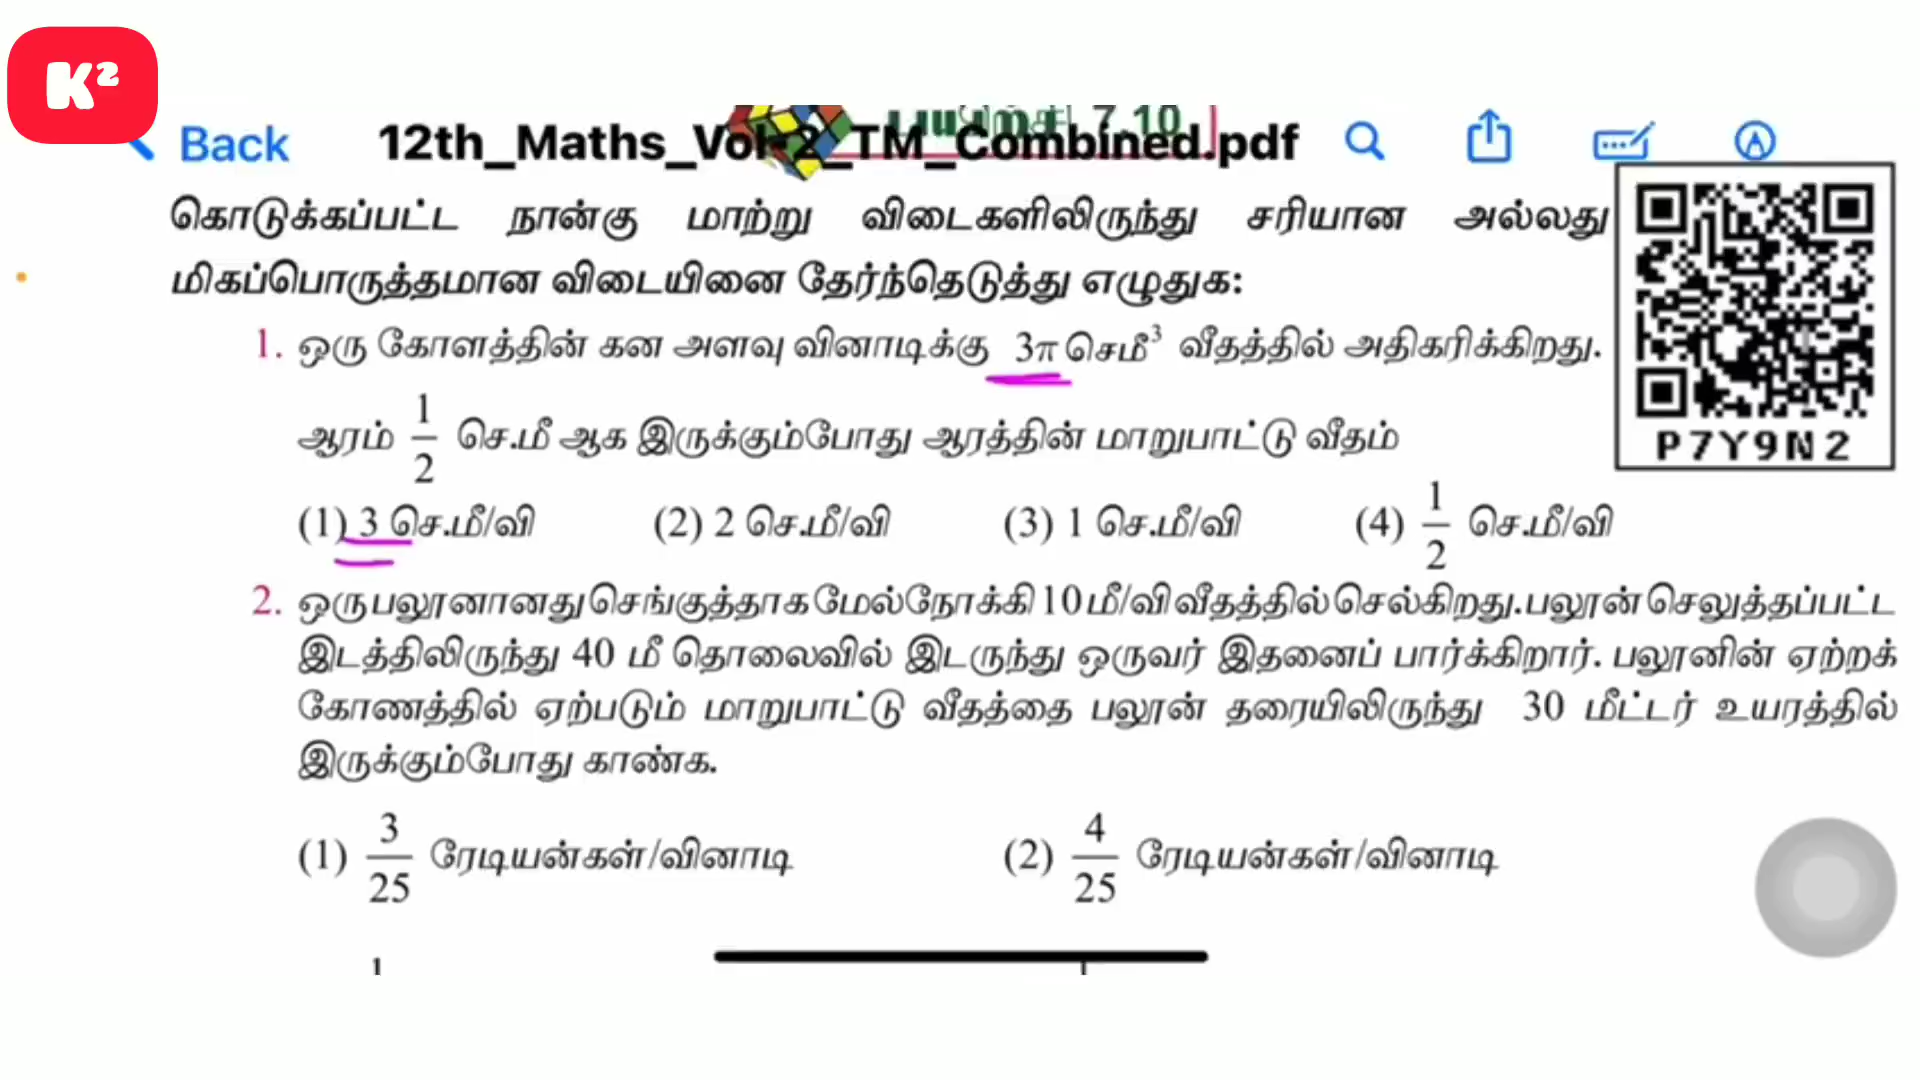 K²
Back 12th_Maths_Vol-2_TM_Combined.pdf
பயிற்சி 7.10
கொடுக்கப்பட்ட நான்கு மாற்று விடைகளிலிருந்து சரியான அல்லது
மிகப்பொருத்தமான விடையினை தேர்ந்தெடுத்து எழுதுக:
1. ஒரு கோளத்தின் கன அளவு வினாடிக்கு 3π செமீ³ வீதத்தில் அதிகரிக்கிறது.
ஆரம் 1/2 செ.மீ ஆக இருக்கும்போது ஆரத்தின் மாறுபாட்டு வீதம்
P7Y9N2
(1) 3 செ.மீ/வி (2) 2 செ.மீ/வி (3) 1 செ.மீ/வி (4) 1/2 செ.மீ/வி
2. ஒரு பலூனானது செங்குத்தாக மேல்நோக்கி 10 மீ/வி வீதத்தில் செல்கிறது. பலூன் செலுத்தப்பட்ட
இடத்திலிருந்து 40 மீ தொலைவில் இடருந்து ஒருவர் இதனைப் பார்க்கிறார். பலூனின் ஏற்றக்
கோணத்தில் ஏற்படும் மாறுபாட்டு வீதத்தை பலூன் தரையிலிருந்து 30 மீட்டர் உயரத்தில்
இருக்கும்போது காண்க.
(1) 3/25 ரேடியன்கள்/வினாடி (2) 4/25 ரேடியன்கள்/வினாடி